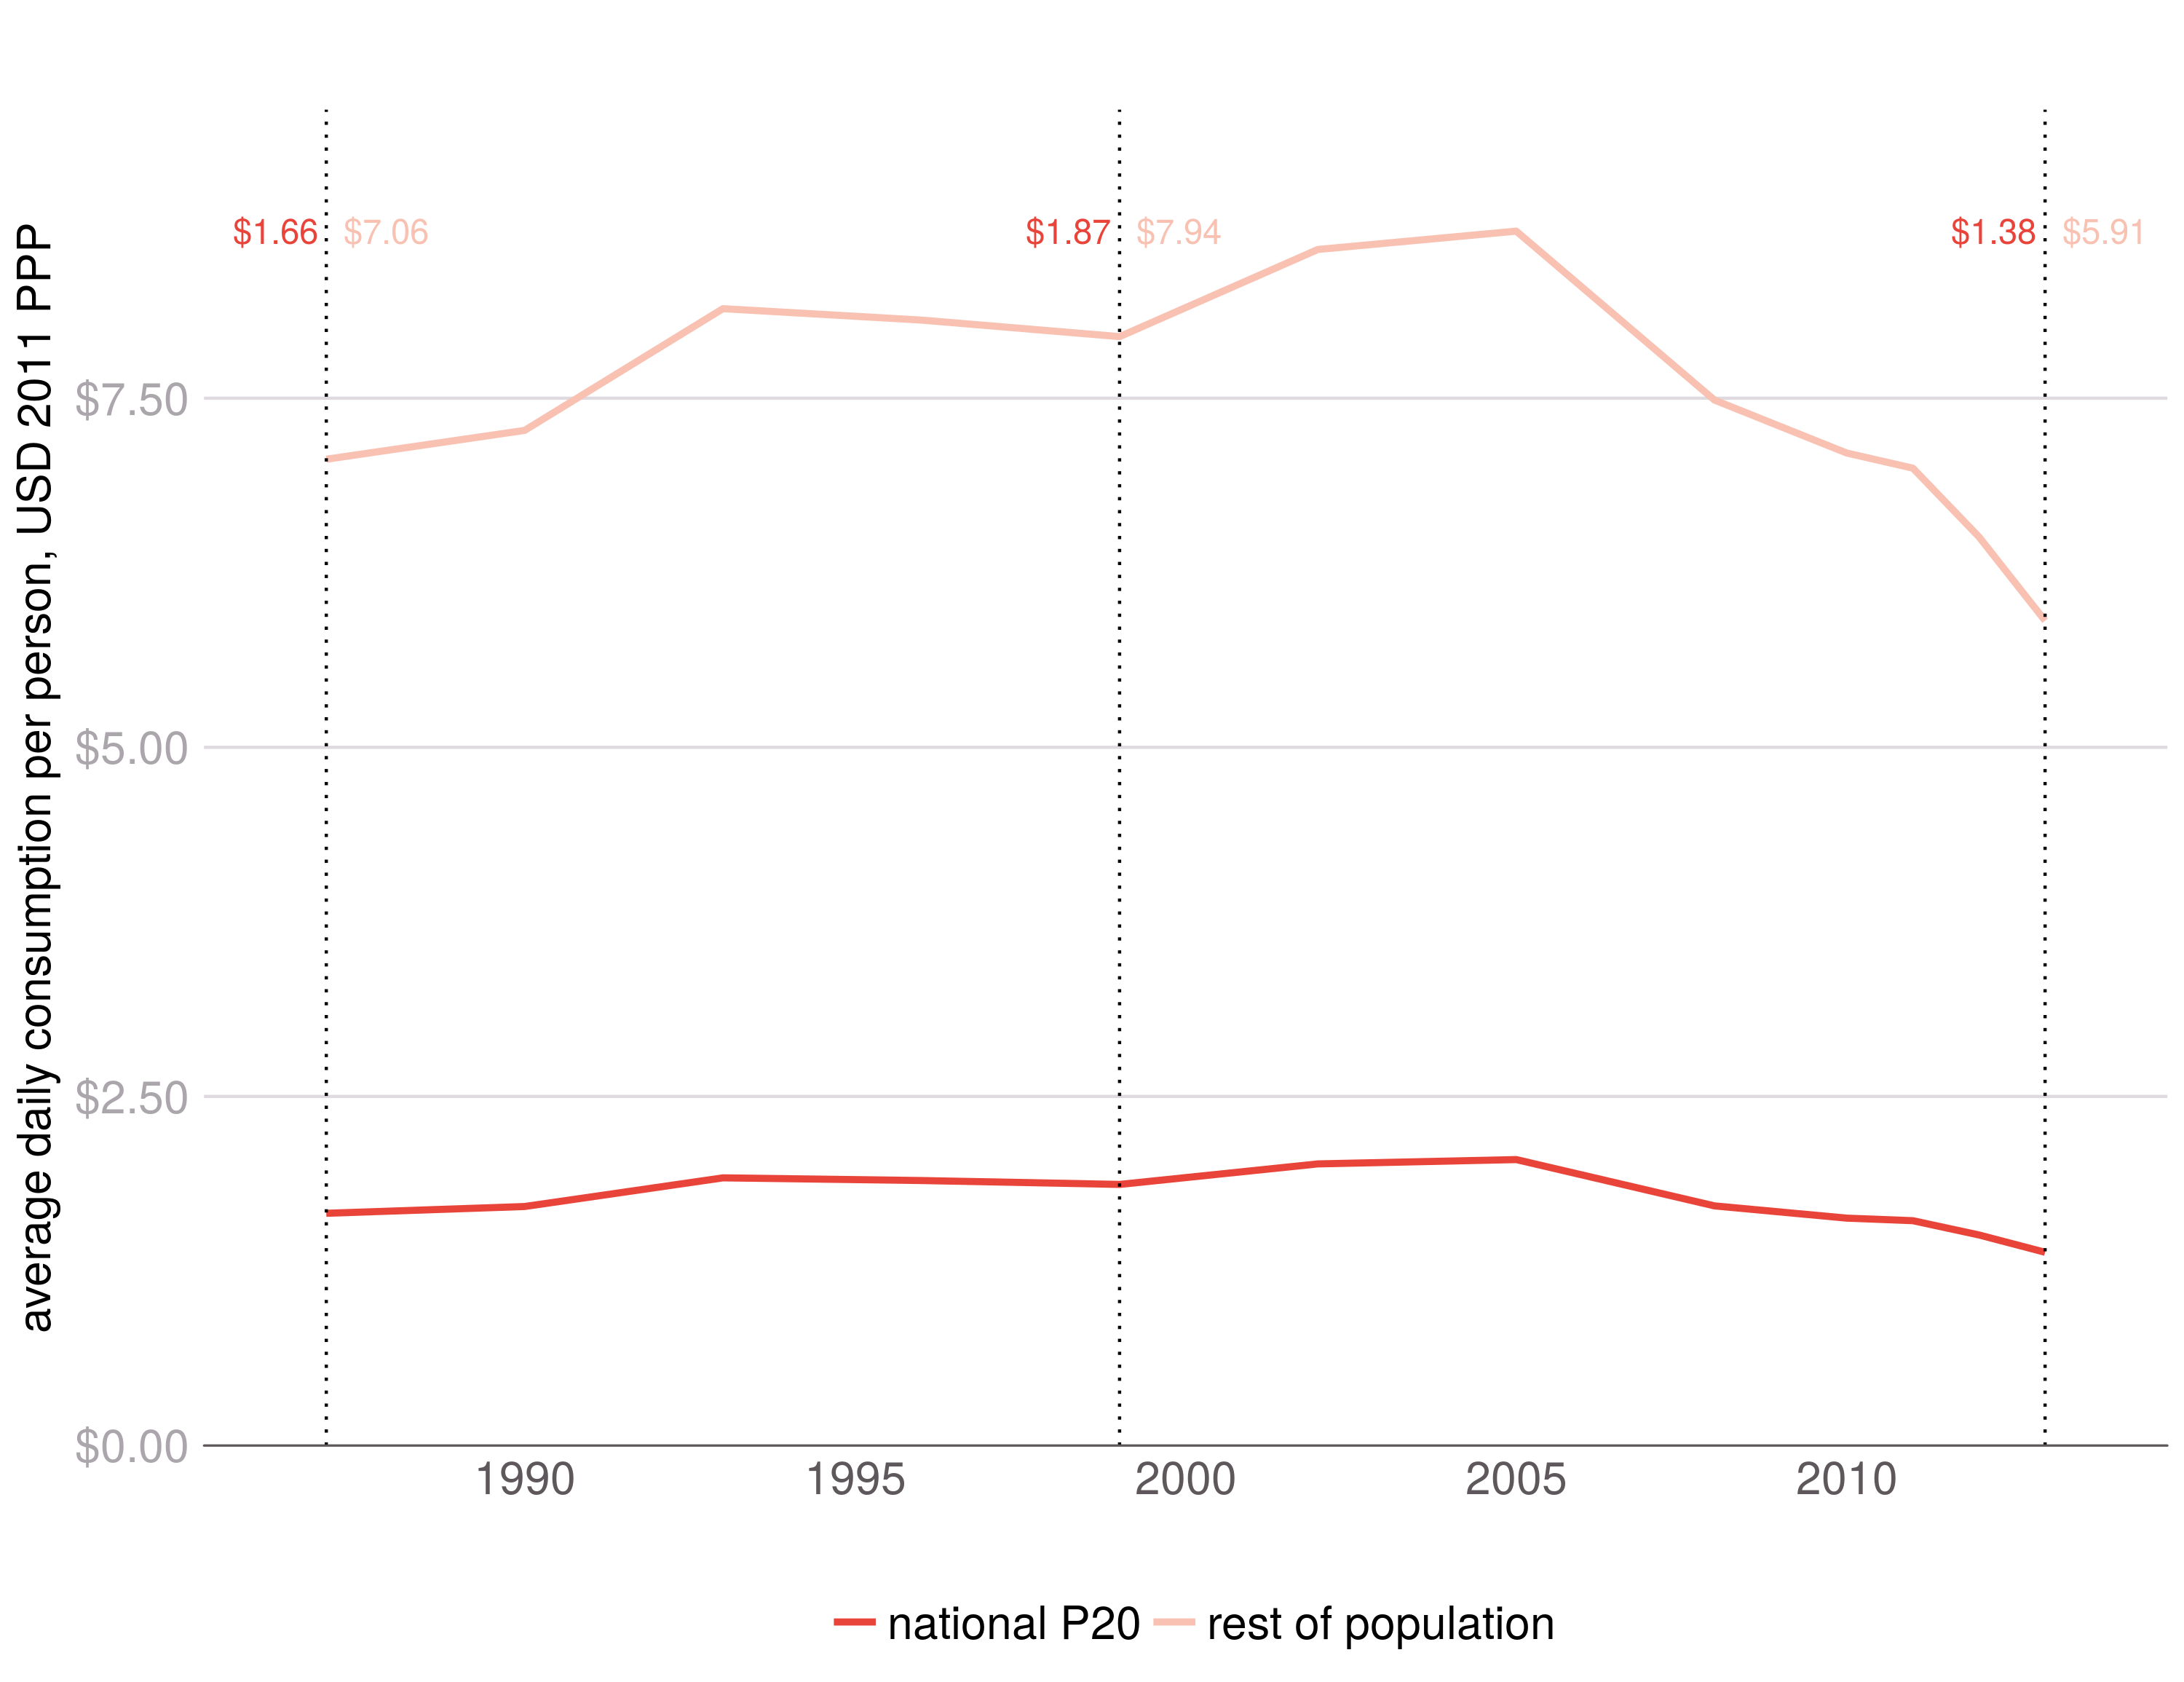 average daily consumption per person, USD 2011 PPP
$1.66 $7.06 $1.87 $7.94 $1.38 $5.91
$7.50
$5.00
$2.50
$0.00
1990 1995 2000 2005 2010
national P20 rest of population